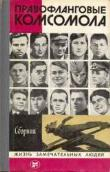 ПРАВОФЛАНГОВЫЕ
КОМСОМОЛА
Сборник
ЖИЗНЬ ЗАМЕЧАТЕЛЬНЫХ ЛЮДЕЙ